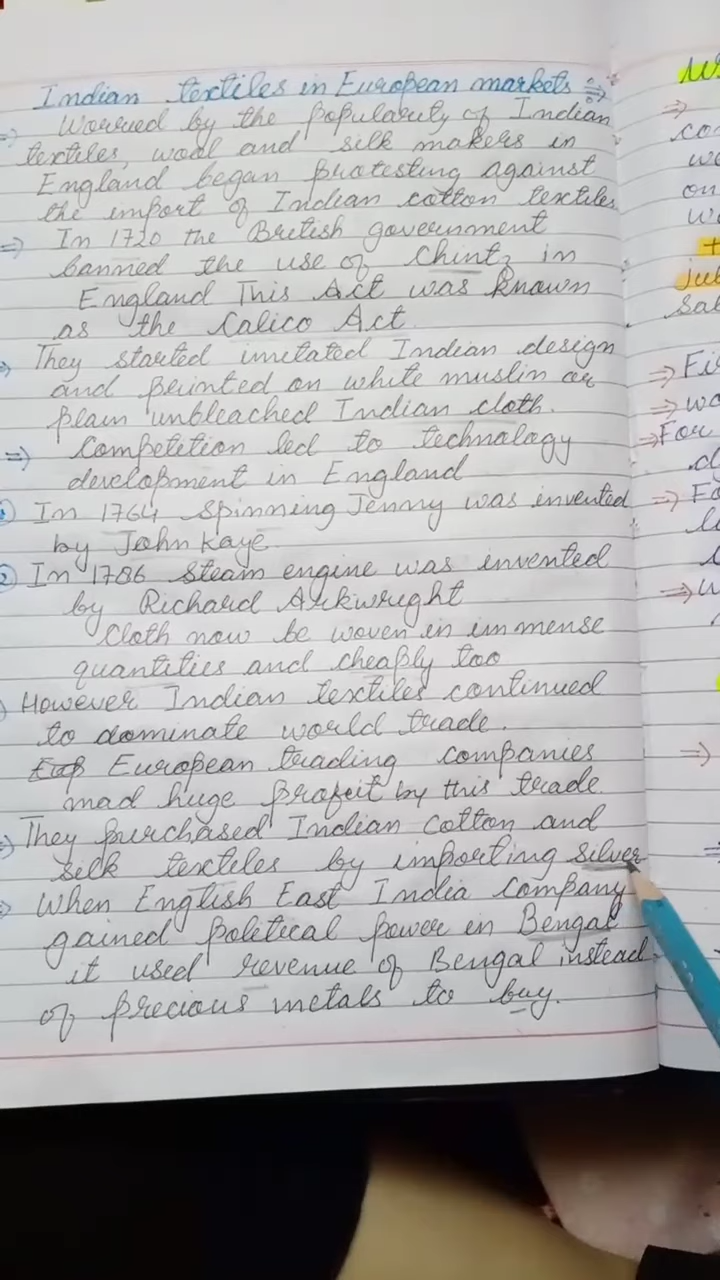 Indian textiles in European markets :⇒
⇒ Worried by the popularity of Indian
textiles, wool and silk makers in
England began protesting against
the import of Indian cotton textiles
⇒ In 1720 the British government
banned the use of chintz in
England This Act was known
as the Calico Act
⇒ They started imitated Indian design
and printed on white muslin or
plain unbleached Indian cloth.
⇒ Competetion led to technology
development in England
① In 1764 Spinning Jenny was invented
by John Kaye
② In 1786 Steam engine was invented
by Richard Arkwright
Cloth now be woven in immense
quantities and cheaply too
However Indian textiles continued
to dominate world trade.
European trading companies
mad huge profit by this trade
⇒ They purchased Indian cotton and
silk textiles by importing silver
⇒ When English East India Company
gained political power in Bengal
it used revenue of Bengal instead
of precious metals to buy.
⇒
⇒
⇒ For
⇒
⇒
⇒